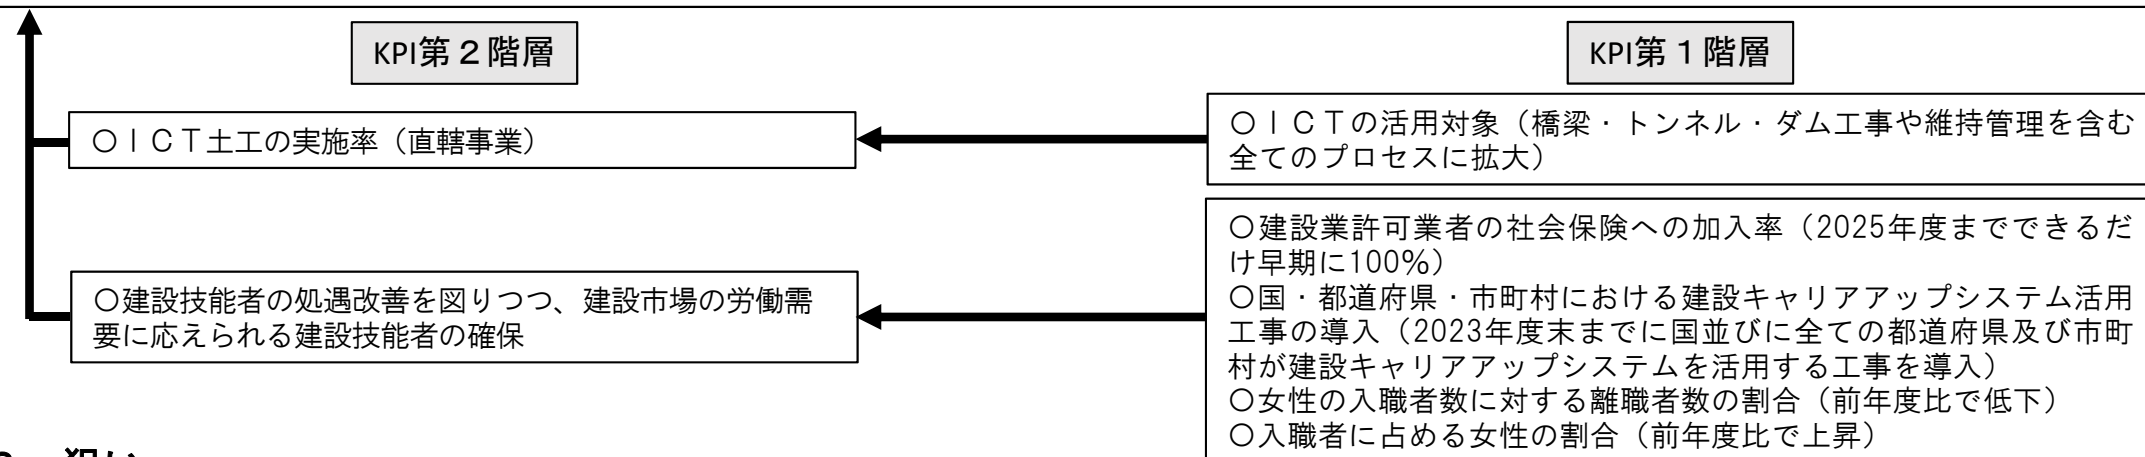 KPI第２階層
KPI第１階層
○ＩＣＴ土工の実施率（直轄事業）
○ＩＣＴの活用対象（橋梁・トンネル・ダム工事や維持管理を含む
全てのプロセスに拡大）
○建設技能者の処遇改善を図りつつ、建設市場の労働需
要に応えられる建設技能者の確保
○建設業許可業者の社会保険への加入率（2025年度までできるだ
け早期に100％）
○国・都道府県・市町村における建設キャリアアップシステム活用
工事の導入（2023年度末までに国並びに全ての都道府県及び市町
村が建設キャリアアップシステムを活用する工事を導入）
○女性の入職者数に対する離職者数の割合（前年度比で低下）
○入職者に占める女性の割合（前年度比で上昇）